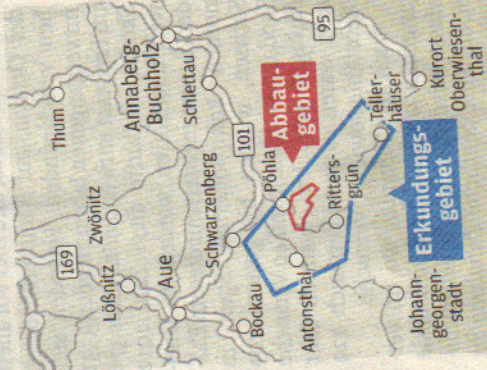 Thum
Annaberg-
Buchholz
95
Schlettau
Zwönitz
169
Lößnitz
Aue
101
Schwarzenberg
Abbau-
gebiet
Pöhla
Bockau
Antonsthal
Ritters-
grün
Teller-
häuser
Kurort
Oberwiesen-
thal
Erkundungs-
gebiet
Johann-
georgen-
stadt